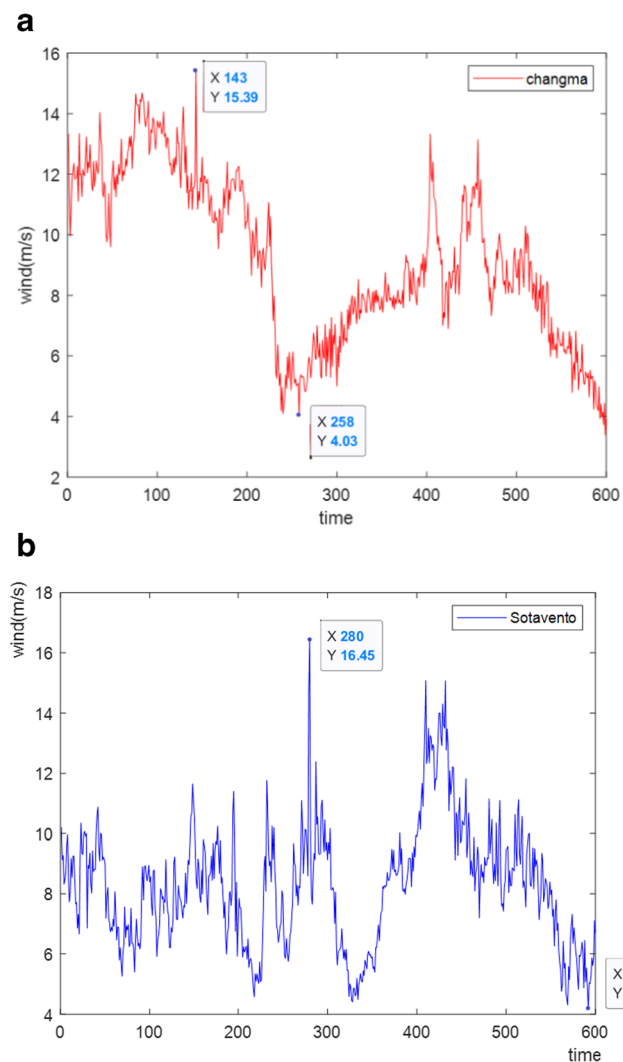 a
16
14
12
10
8
6
4
2
wind(m/s)
X 143
Y 15.39
changma
X 258
Y 4.03
0 100 200 300 400 500 600
time
b
wind(m/s)
18
16
14
12
10
8
6
4
X 280
Y 16.45
Sotavento
X
Y
0 100 200 300 400 500 600
time